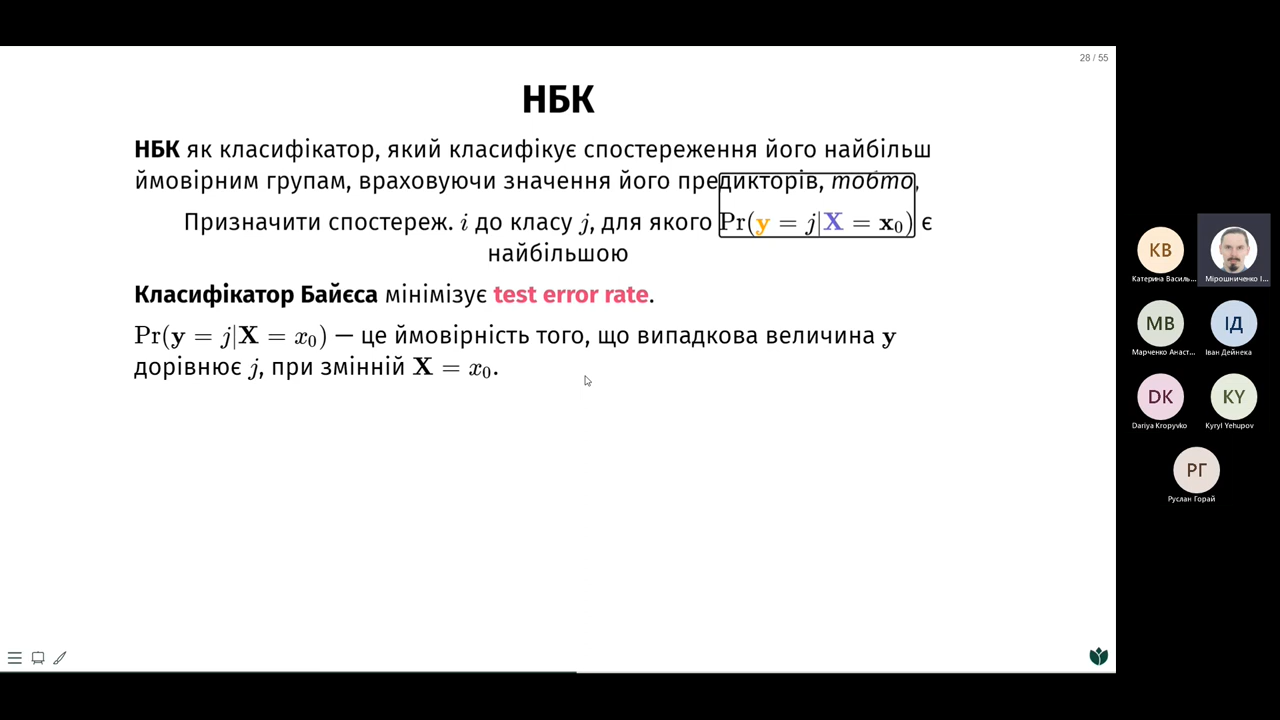 28 / 55
НБК
НБК як класифікатор, який класифікує спостереження його найбільш
ймовірним групам, враховуючи значення його предикторів, тобто,
Призначити спостереж. i до класу j, для якого Pr(y = j|X = x₀) є
найбільшою
Класифікатор Байєса мінімізує test error rate.
Pr(y = j|X = x₀) — це ймовірність того, що випадкова величина y
дорівнює j, при змінній X = x₀.
КВ
Катерина Василь...
Мірошниченко І...
МВ
Марченко Анаст...
ІД
Іван Дейнека
DK
Dariya Kropyvko
KY
Kyryl Yehupov
РГ
Руслан Горай